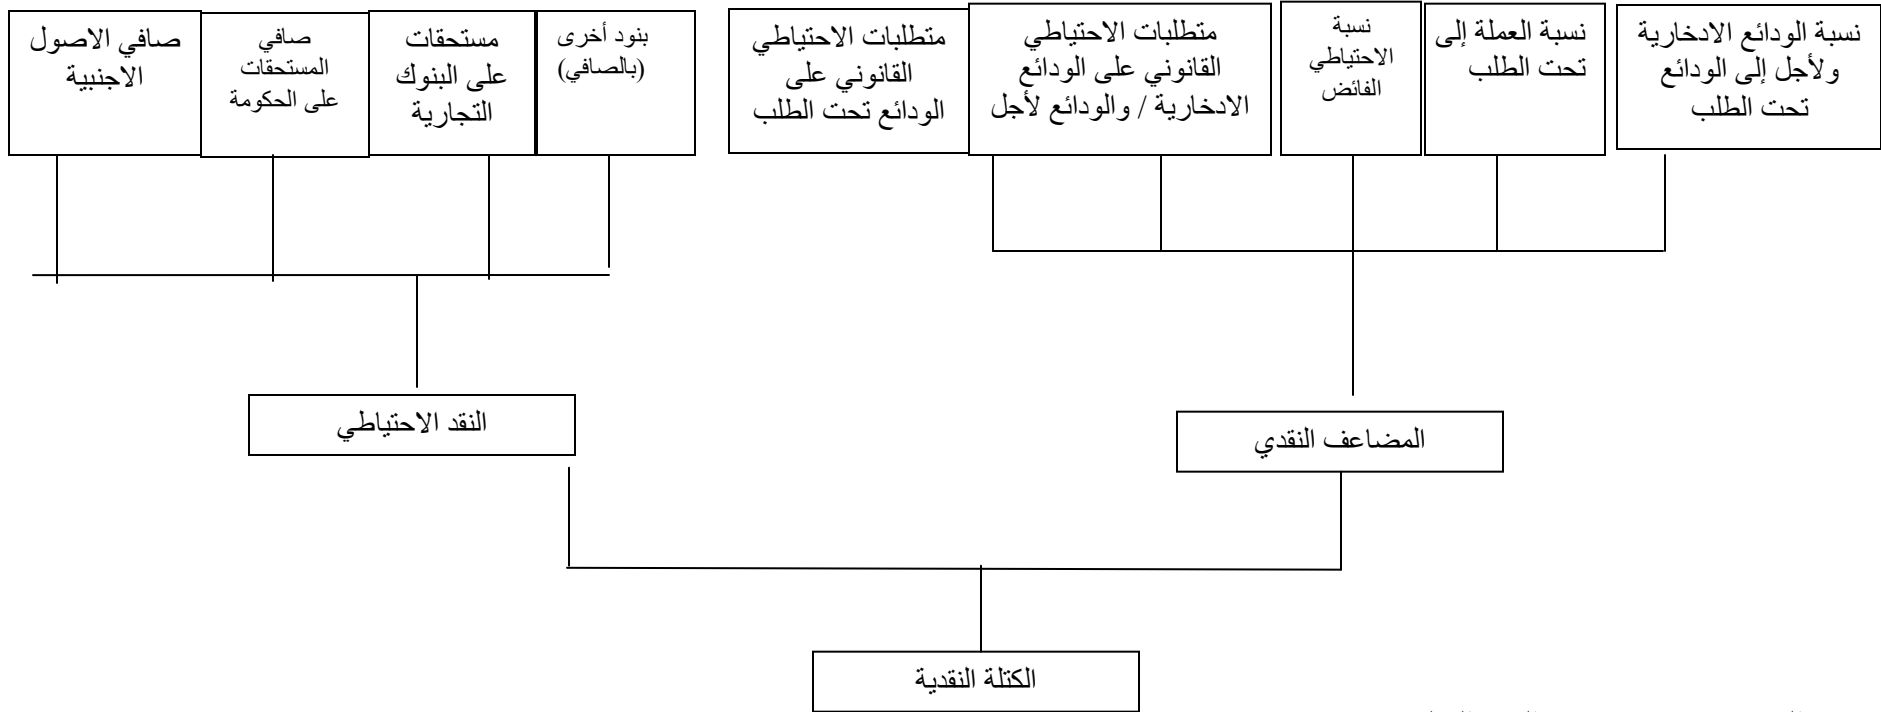 نسبة الودائع الادخارية
ولأجل إلى الودائع
تحت الطلب
نسبة العملة إلى
تحت الطلب
نسبة
الاحتياطي
الفائض
متطلبات الاحتياطي
القانوني على الودائع
الادخارية / والودائع لأجل
متطلبات الاحتياطي
القانوني على
الودائع تحت الطلب
بنود أخرى
(بالصافي)
مستحقات
على البنوك
التجارية
صافي
المستحقات
على الحكومة
صافي الاصول
الاجنبية
المضاعف النقدي
النقد الاحتياطي
الكتلة النقدية